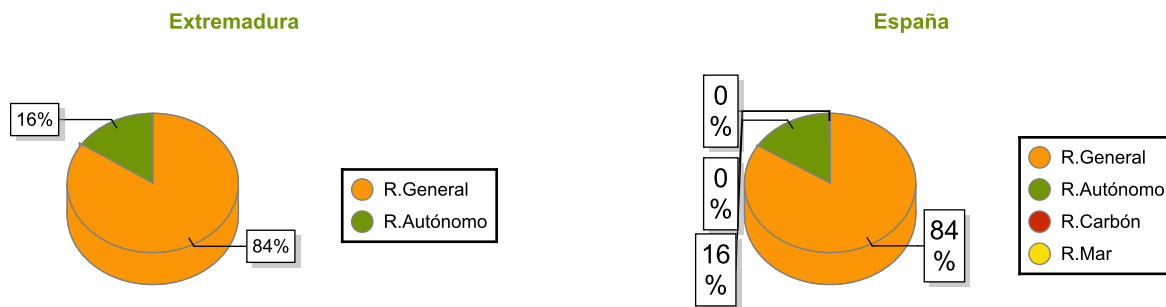 Extremadura
16%
84%
R.General
R.Autónomo
España
0
%
0
%
16
%
84
%
R.General
R.Autónomo
R.Carbón
R.Mar